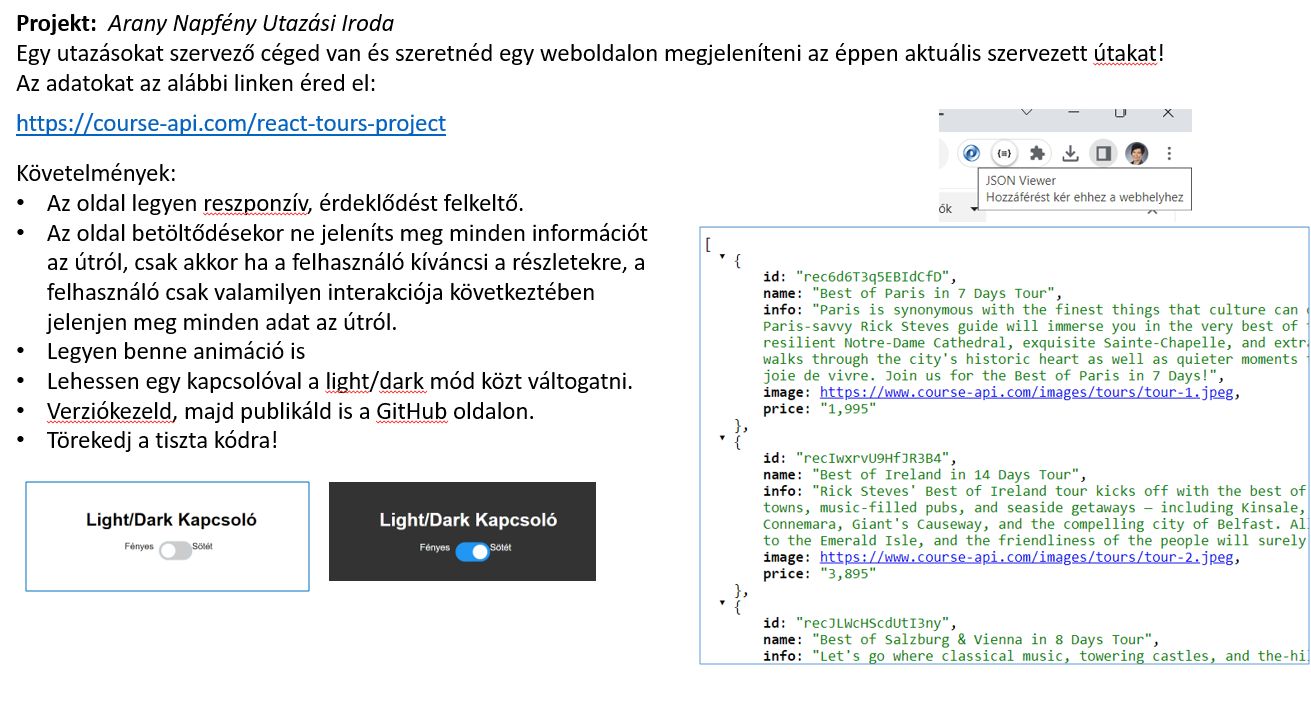 Projekt: Arany Napfény Utazási Iroda
Egy utazásokat szervező céged van és szeretnéd egy weboldalon megjeleníteni az éppen aktuális szervezett útakat!
Az adatokat az alábbi linken éred el:
https://course-api.com/react-tours-project
Követelmények:
• Az oldal legyen reszponzív, érdeklődést felkeltő.
• Az oldal betöltődésekor ne jeleníts meg minden információt
az útról, csak akkor ha a felhasználó kíváncsi a részletekre, a
felhasználó csak valamilyen interakciója következtében
jelenjen meg minden adat az útról.
• Legyen benne animáció is
• Lehessen egy kapcsolóval a light/dark mód közt váltogatni.
• Verziókezeld, majd publikáld is a GitHub oldalon.
• Törekedj a tiszta kódra!
Light/Dark Kapcsoló
Fényes Sötét
Light/Dark Kapcsoló
Fényes Sötét
JSON Viewer
Hozzáférést kér ehhez a webhelyhez
ők
[
{
id: "rec6d6T3q5EBIdCfD",
name: "Best of Paris in 7 Days Tour",
info: "Paris is synonymous with the finest things that culture can
Paris-savvy Rick Steves guide will immerse you in the very best of
resilient Notre-Dame Cathedral, exquisite Sainte-Chapelle, and extr
walks through the city's historic heart as well as quieter moments
joie de vivre. Join us for the Best of Paris in 7 Days!",
image: https://www.course-api.com/images/tours/tour-1.jpeg,
price: "1,995"
},
{
id: "recIwxrvU9HfJR3B4",
name: "Best of Ireland in 14 Days Tour",
info: "Rick Steves' Best of Ireland tour kicks off with the best of
towns, music-filled pubs, and seaside getaways — including Kinsale,
Connemara, Giant's Causeway, and the compelling city of Belfast. Al
to the Emerald Isle, and the friendliness of the people will surely
image: https://www.course-api.com/images/tours/tour-2.jpeg,
price: "3,895"
},
{
id: "recJLWcHScdUtI3ny",
name: "Best of Salzburg & Vienna in 8 Days Tour",
info: "Let's go where classical music, towering castles, and the-hi